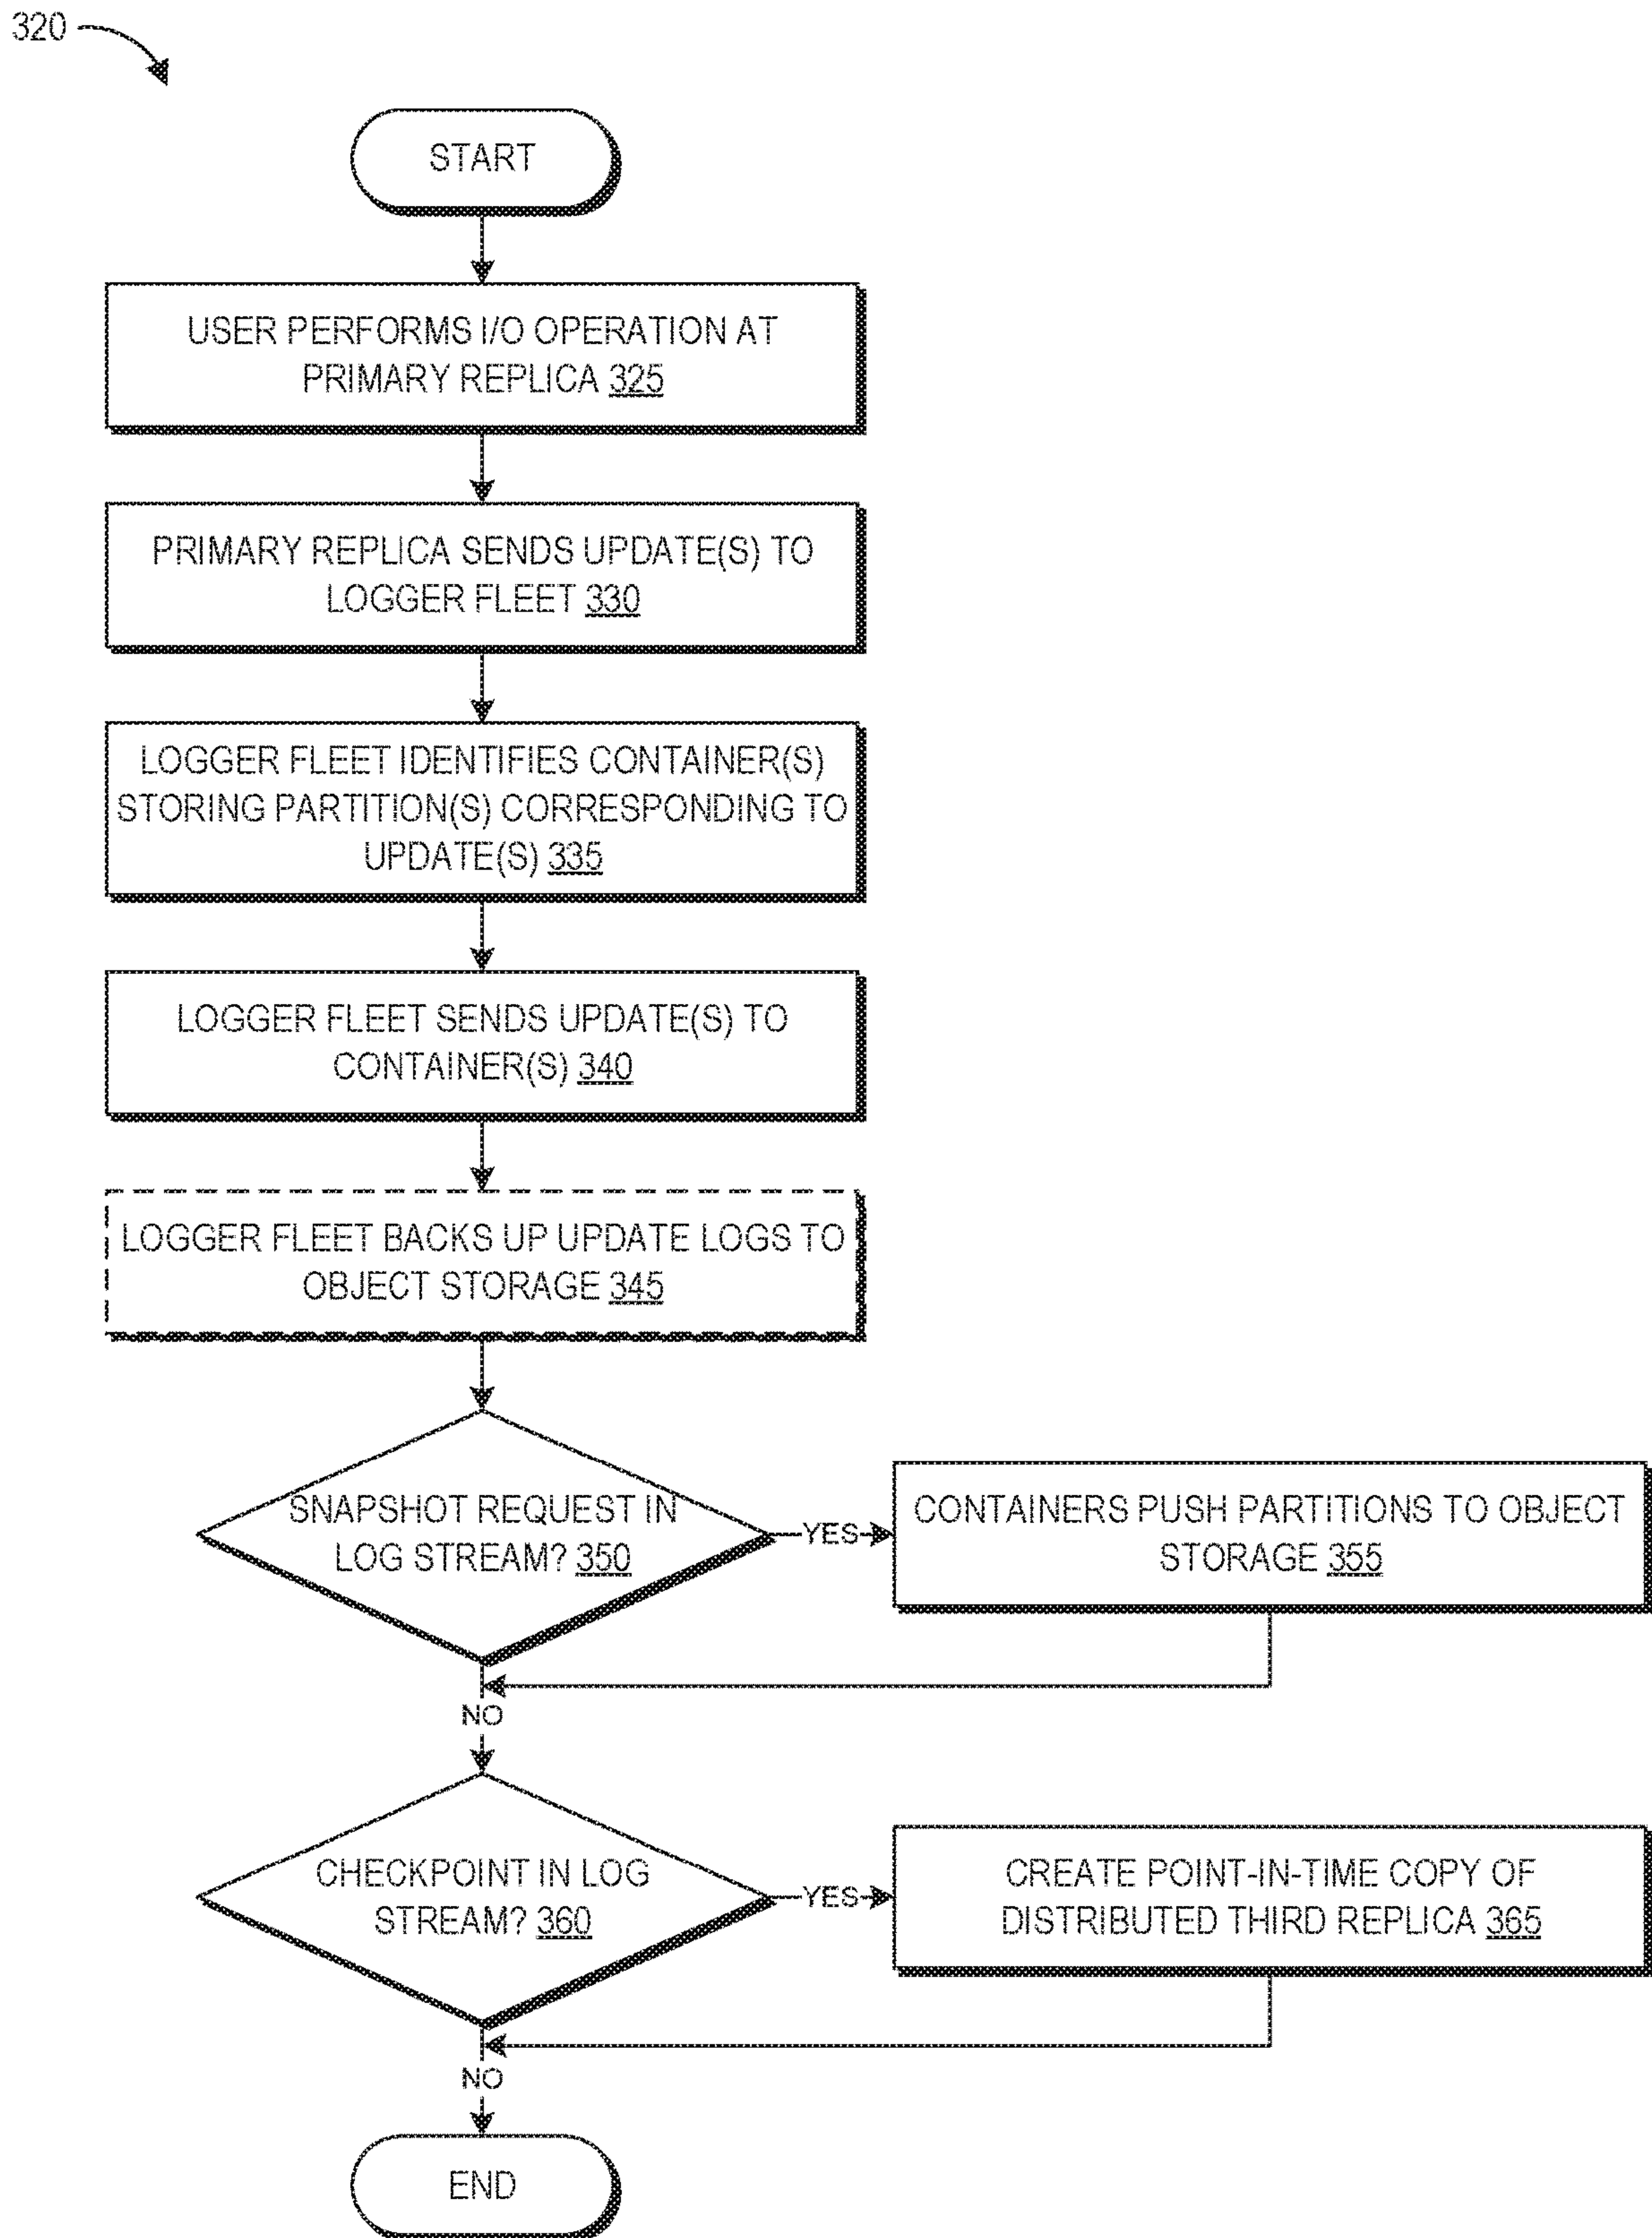 320
START
USER PERFORMS I/O OPERATION AT
PRIMARY REPLICA 325
PRIMARY REPLICA SENDS UPDATE(S) TO
LOGGER FLEET 330
LOGGER FLEET IDENTIFIES CONTAINER(S)
STORING PARTITION(S) CORRESPONDING TO
UPDATE(S) 335
LOGGER FLEET SENDS UPDATE(S) TO
CONTAINER(S) 340
LOGGER FLEET BACKS UP UPDATE LOGS TO
OBJECT STORAGE 345
SNAPSHOT REQUEST IN
LOG STREAM? 350
YES
CONTAINERS PUSH PARTITIONS TO OBJECT
STORAGE 355
NO
CHECKPOINT IN LOG
STREAM? 360
YES
CREATE POINT-IN-TIME COPY OF
DISTRIBUTED THIRD REPLICA 365
NO
END